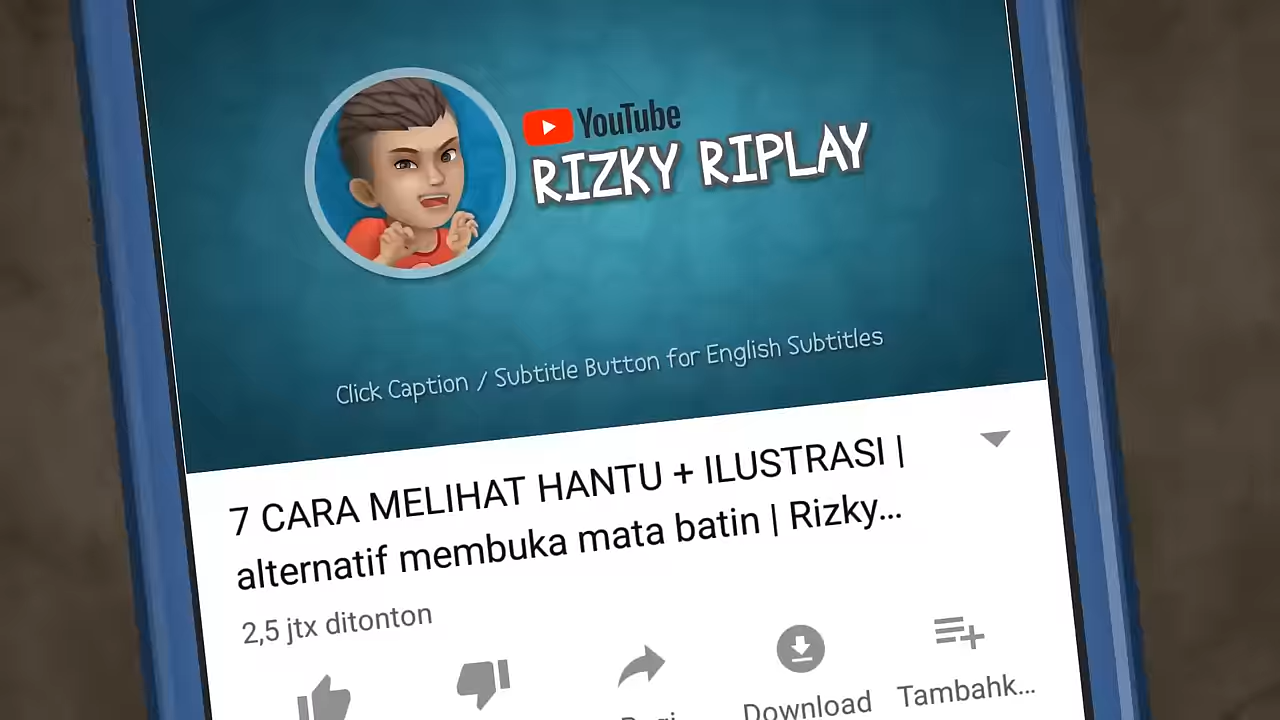 YouTube
RIZKY RIPLAY
Click Caption / Subtitle Button for English Subtitles
7 CARA MELIHAT HANTU + ILUSTRASI |
alternatif membuka mata batin | Rizky...
2,5 jtx ditonton
Download
Tambahk...